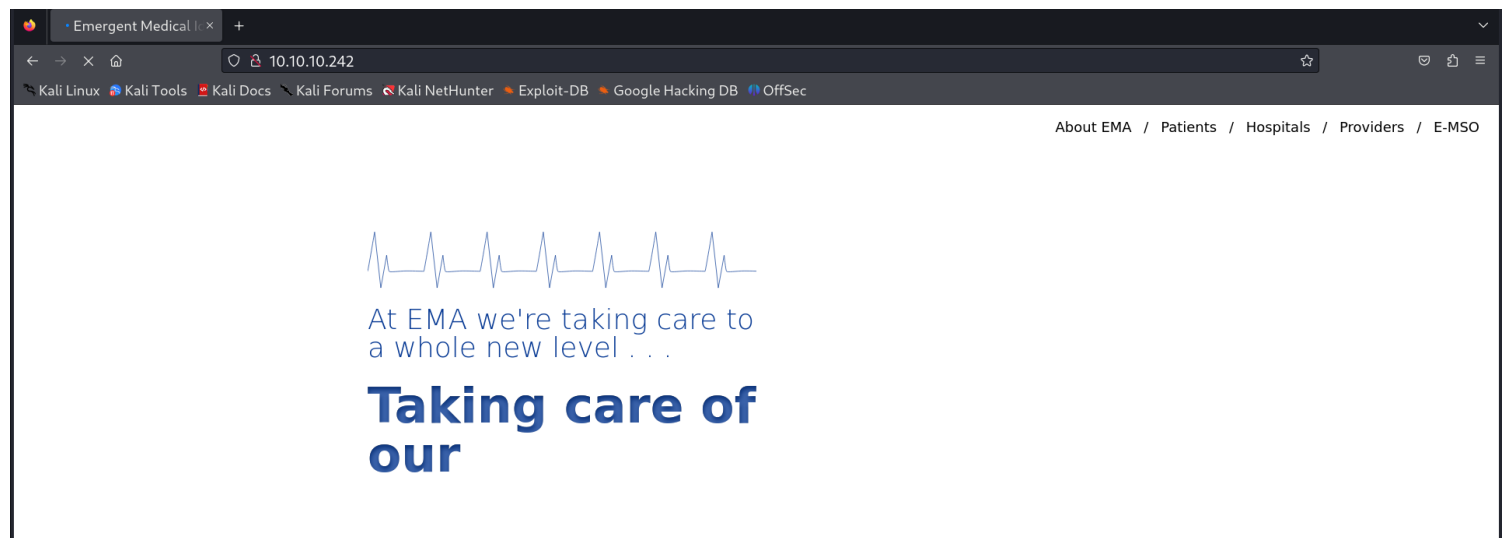 Emergent Medical
10.10.10.242
Kali Linux Kali Tools Kali Docs Kali Forums Kali NetHunter Exploit-DB Google Hacking DB OffSec
About EMA / Patients / Hospitals / Providers / E-MSO
At EMA we're taking care to
a whole new level . . .
Taking care of
our